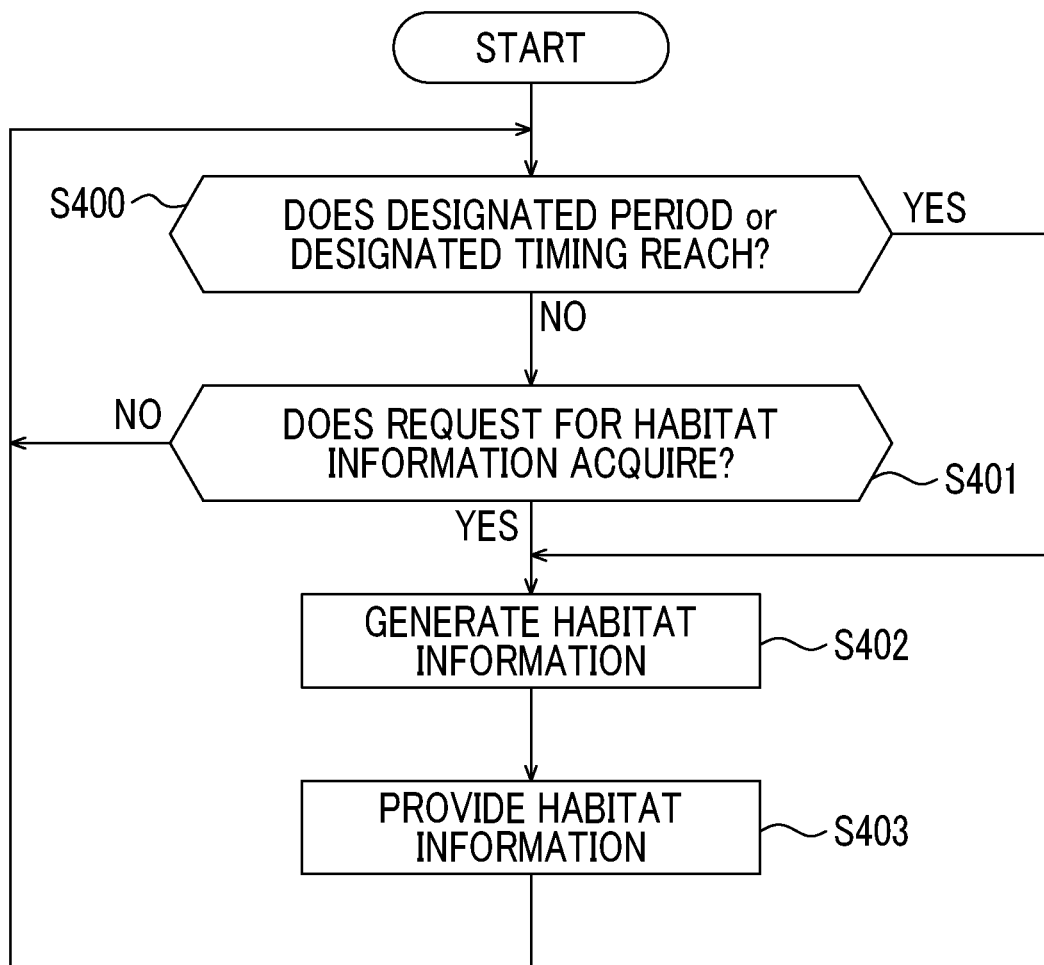 START
S400
DOES DESIGNATED PERIOD or
DESIGNATED TIMING REACH?
YES
NO
NO
DOES REQUEST FOR HABITAT
INFORMATION ACQUIRE?
S401
YES
GENERATE HABITAT
INFORMATION
S402
PROVIDE HABITAT
INFORMATION
S403